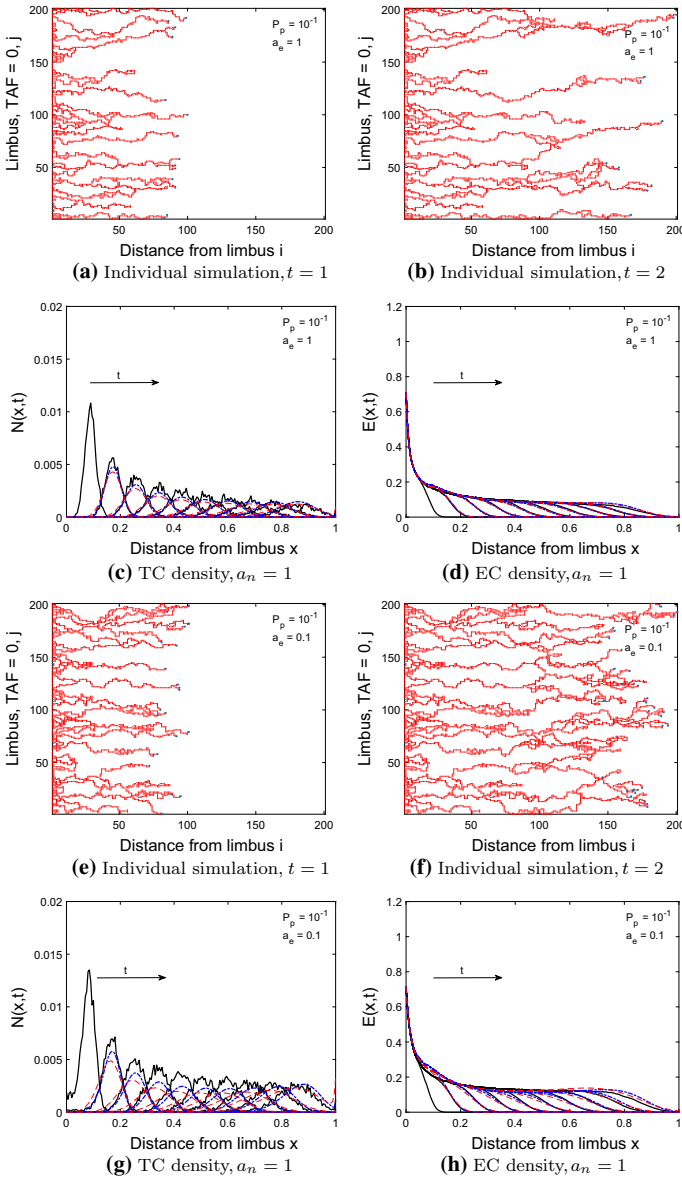 200
150
100
50
Limbus, TAF = 0, j
P_p = 10^-1
a_e = 1
50 100 150 200
Distance from limbus i
(a) Individual simulation, t = 1
200
150
100
50
Limbus, TAF = 0, j
P_p = 10^-1
a_e = 1
50 100 150 200
Distance from limbus i
(b) Individual simulation, t = 2
0.02
0.015
0.01
0.005
0
N(x,t)
P_p = 10^-1
a_e = 1
t
0 0.2 0.4 0.6 0.8 1
Distance from limbus x
(c) TC density, a_n = 1
1.2
1
0.8
0.6
0.4
0.2
0
E(x,t)
P_p = 10^-1
a_e = 1
t
0 0.2 0.4 0.6 0.8 1
Distance from limbus x
(d) EC density, a_n = 1
200
150
100
50
Limbus, TAF = 0, j
P_p = 10^-1
a_e = 0.1
50 100 150 200
Distance from limbus i
(e) Individual simulation, t = 1
200
150
100
50
Limbus, TAF = 0, j
P_p = 10^-1
a_e = 0.1
50 100 150 200
Distance from limbus i
(f) Individual simulation, t = 2
0.02
0.015
0.01
0.005
0
N(x,t)
P_p = 10^-1
a_e = 0.1
t
0 0.2 0.4 0.6 0.8 1
Distance from limbus x
(g) TC density, a_n = 1
1.2
1
0.8
0.6
0.4
0.2
0
E(x,t)
P_p = 10^-1
a_e = 0.1
t
0 0.2 0.4 0.6 0.8 1
Distance from limbus x
(h) EC density, a_n = 1